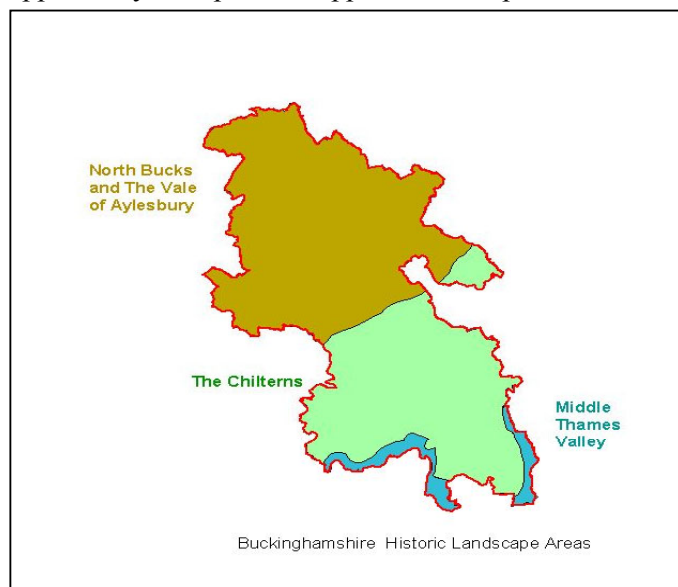 North Bucks
and The Vale
of Aylesbury
The Chilterns
Middle
Thames
Valley
Buckinghamshire Historic Landscape Areas